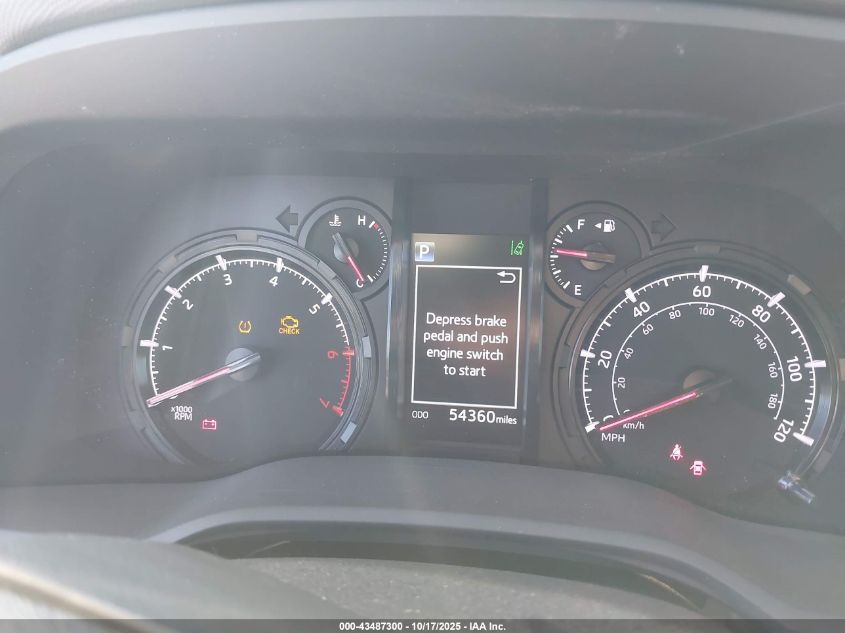 H
C
1
2
3
4
5
6
7
CHECK
x1000
RPM
P
Depress brake
pedal and push
engine switch
to start
ODO 54360 miles
F
E
20
40
60
80
100
120
20
40
60
80
100
120
140
160
180
km/h
MPH
000-43487300 - 10/17/2025 - IAA Inc.